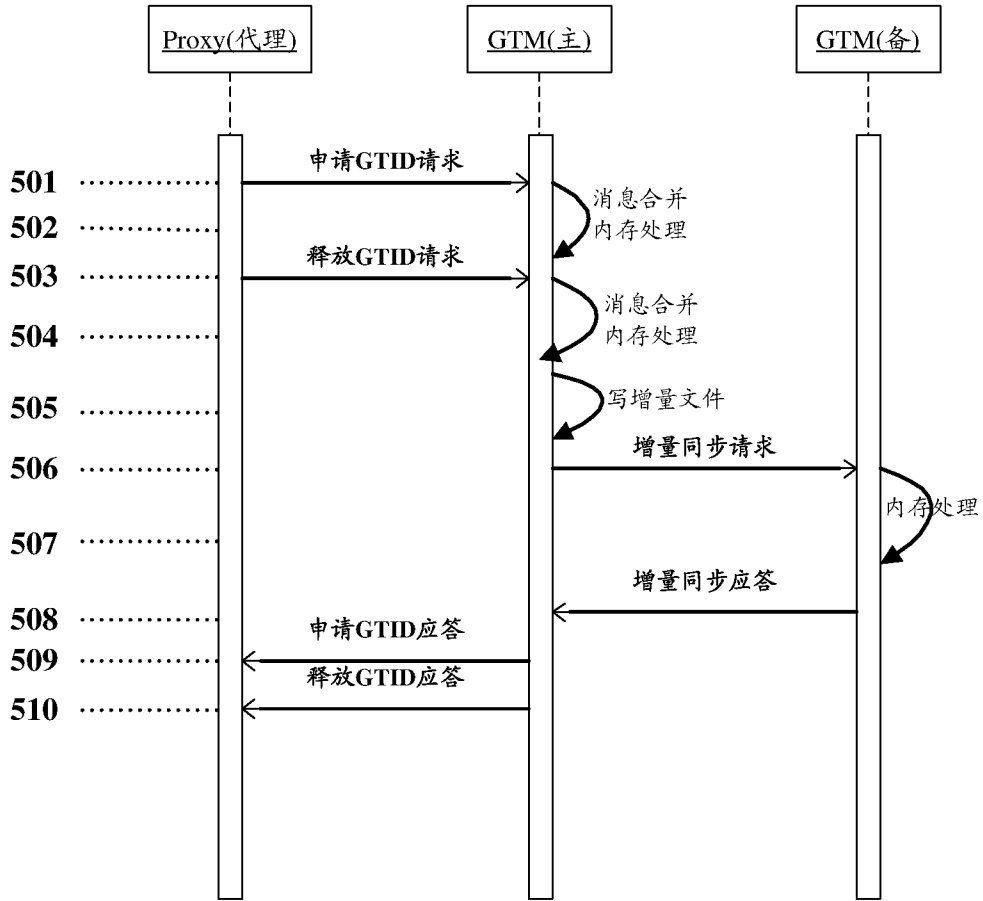 Proxy(代理)
GTM(主)
GTM(备)
501
申请GTID请求
消息合并
内存处理
502
释放GTID请求
503
消息合并
内存处理
504
写增量文件
505
增量同步请求
506
内存处理
507
增量同步应答
508
申请GTID应答
509
释放GTID应答
510